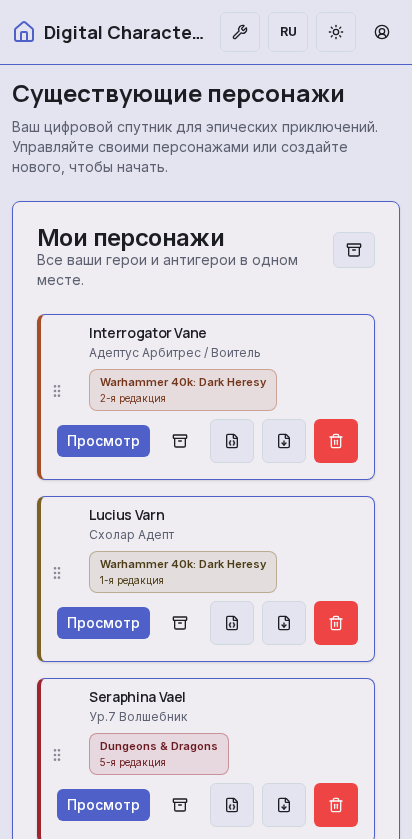 Digital Characte...
RU
Существующие персонажи
Ваш цифровой спутник для эпических приключений.
Управляйте своими персонажами или создайте
нового, чтобы начать.
Мои персонажи
Все ваши герои и антигерои в одном
месте.
Interrogator Vane
Адептус Арбитрес / Воитель
Warhammer 40k: Dark Heresy
2-я редакция
Просмотр
Lucius Varn
Схолар Адепт
Warhammer 40k: Dark Heresy
1-я редакция
Просмотр
Seraphina Vael
Ур.7 Волшебник
Dungeons & Dragons
5-я редакция
Просмотр